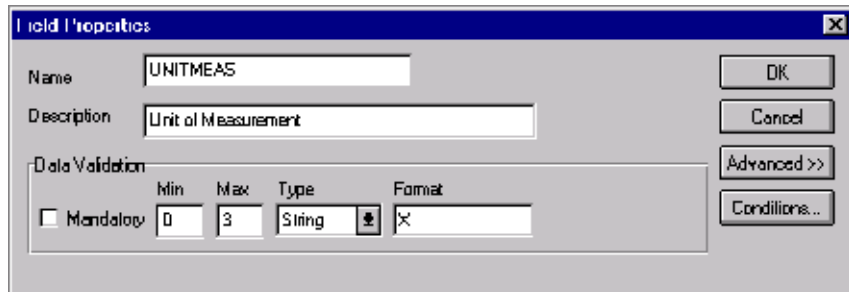 Field Properties
Name UNITMEAS OK
Description Unit of Measurement Cancel
Data Validation Advanced >>
Min Max Type Format
Mandatory 0 3 String X Conditions...